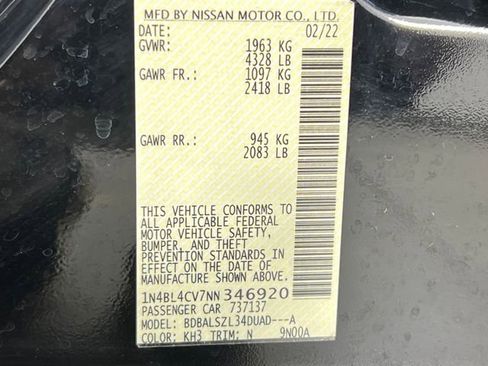 MFD BY NISSAN MOTOR CO., LTD.
DATE: 02/22
GVWR: 1963 KG
4328 LB
GAWR FR.: 1097 KG
2418 LB
GAWR RR.: 945 KG
2083 LB
THIS VEHICLE CONFORMS TO
ALL APPLICABLE FEDERAL
MOTOR VEHICLE SAFETY,
BUMPER, AND THEFT
PREVENTION STANDARDS IN
EFFECT ON THE DATE OF
MANUFACTURE SHOWN ABOVE.
1N4BL4CV7NN346920
PASSENGER CAR 737137
MODEL: BDBALSZL34DUAD---A
COLOR: KH3 TRIM: N 9N00A